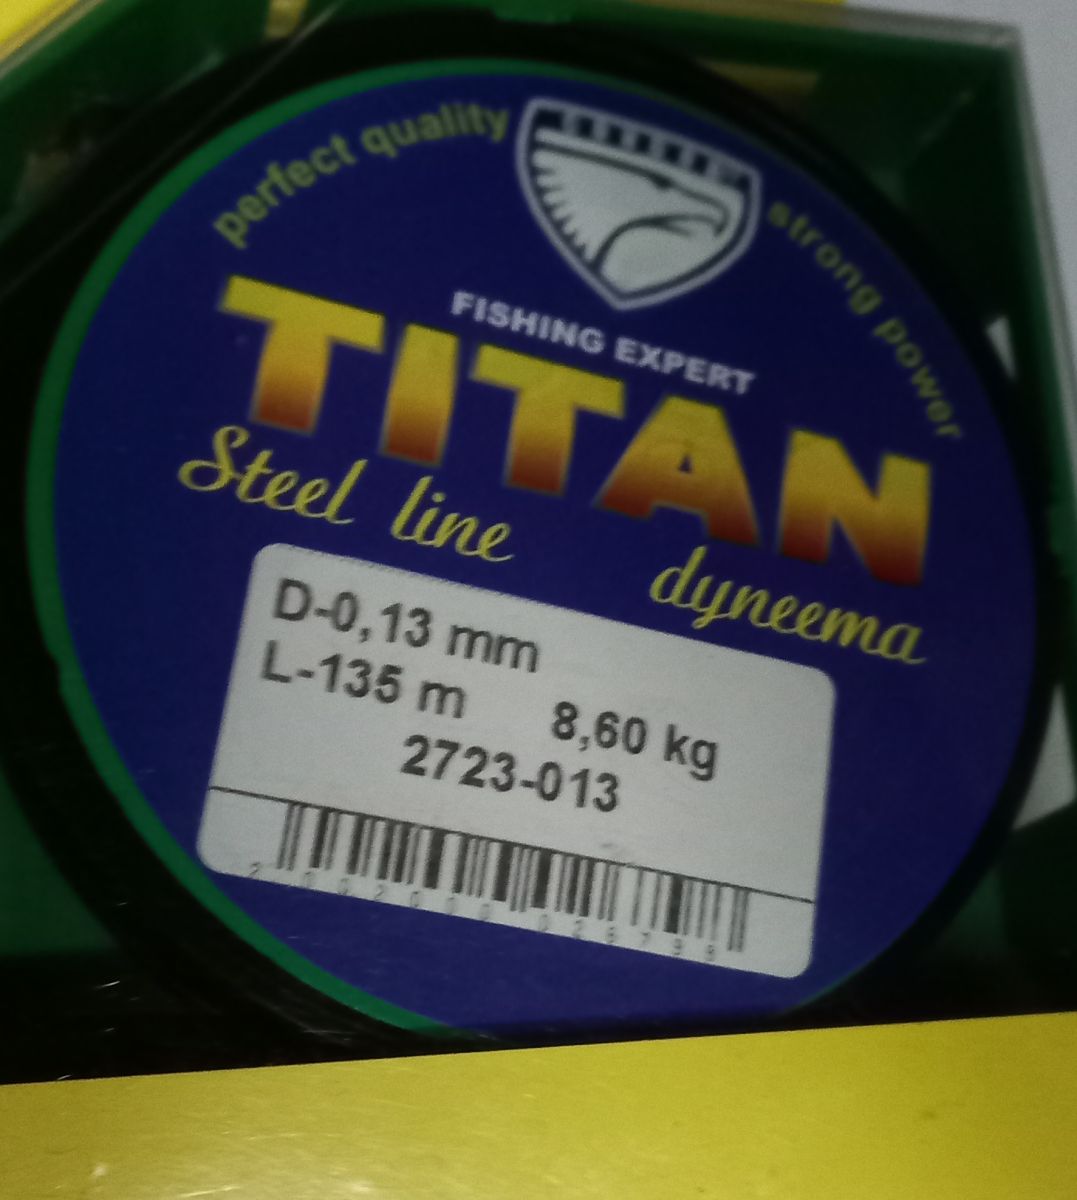 perfect quality
strong power
FISHING EXPERT
TITAN
Steel line dyneema
D-0,13 mm
L-135 m 8,60 kg
2723-013